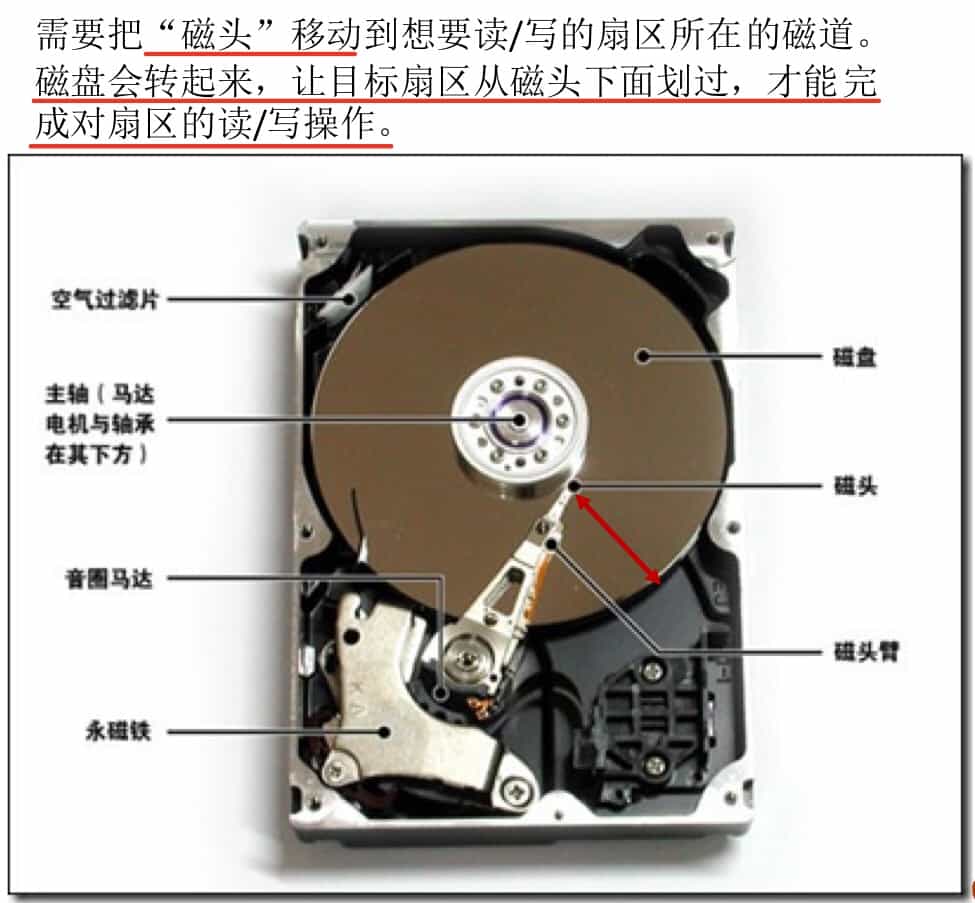 需要把“磁头”移动到想要读/写的扇区所在的磁道。
磁盘会转起来，让目标扇区从磁头下面划过，才能完
成对扇区的读/写操作。
空气过滤片
磁盘
主轴（马达
电机与轴承
在其下方）
磁头
音圈马达
磁头臂
永磁铁
KA